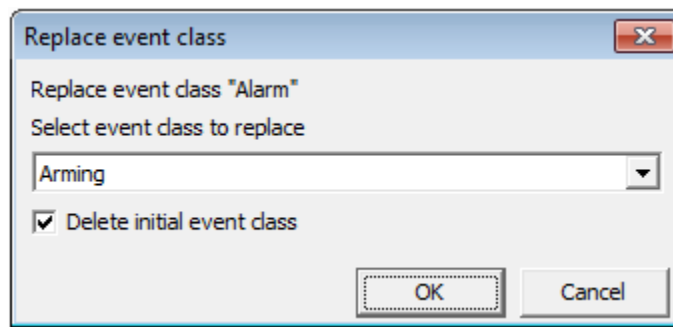 Replace event class
Replace event class "Alarm"
Select event class to replace
Arming
Delete initial event class
OK
Cancel